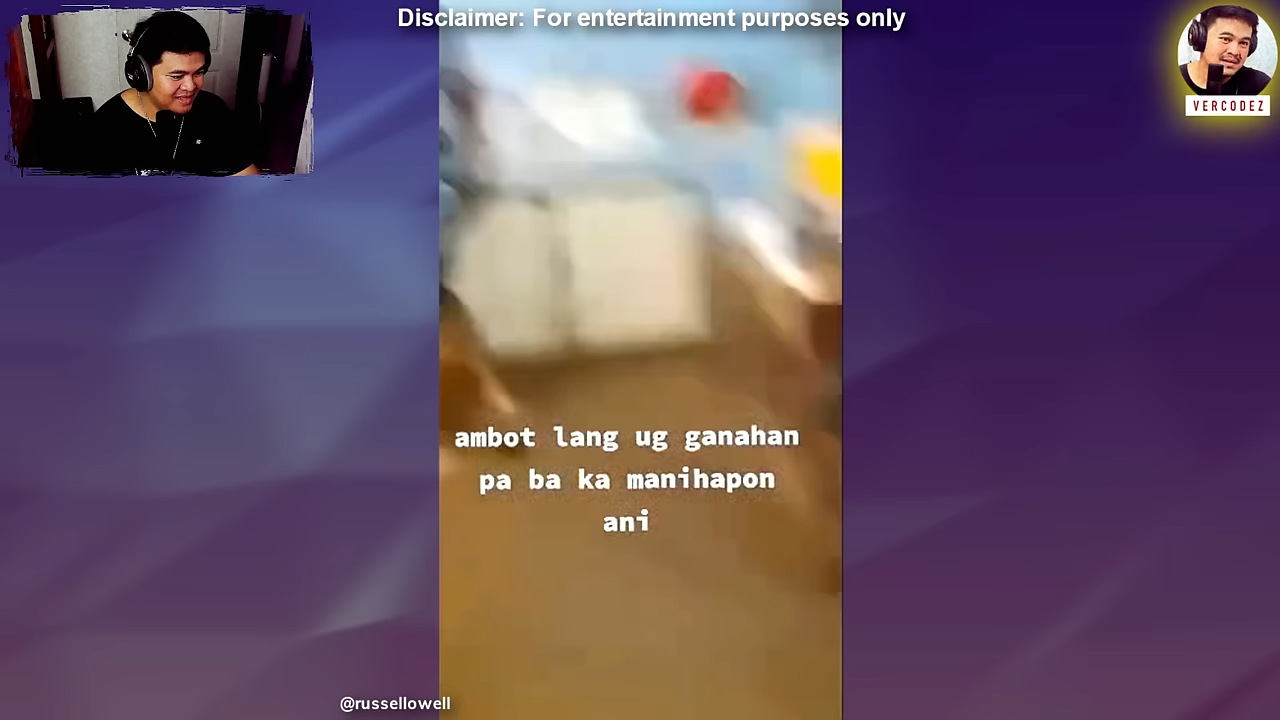 Disclaimer: For entertainment purposes only
VERCODEZ
ambot lang ug ganahan
pa ba ka manihapon
ani
@russellowell